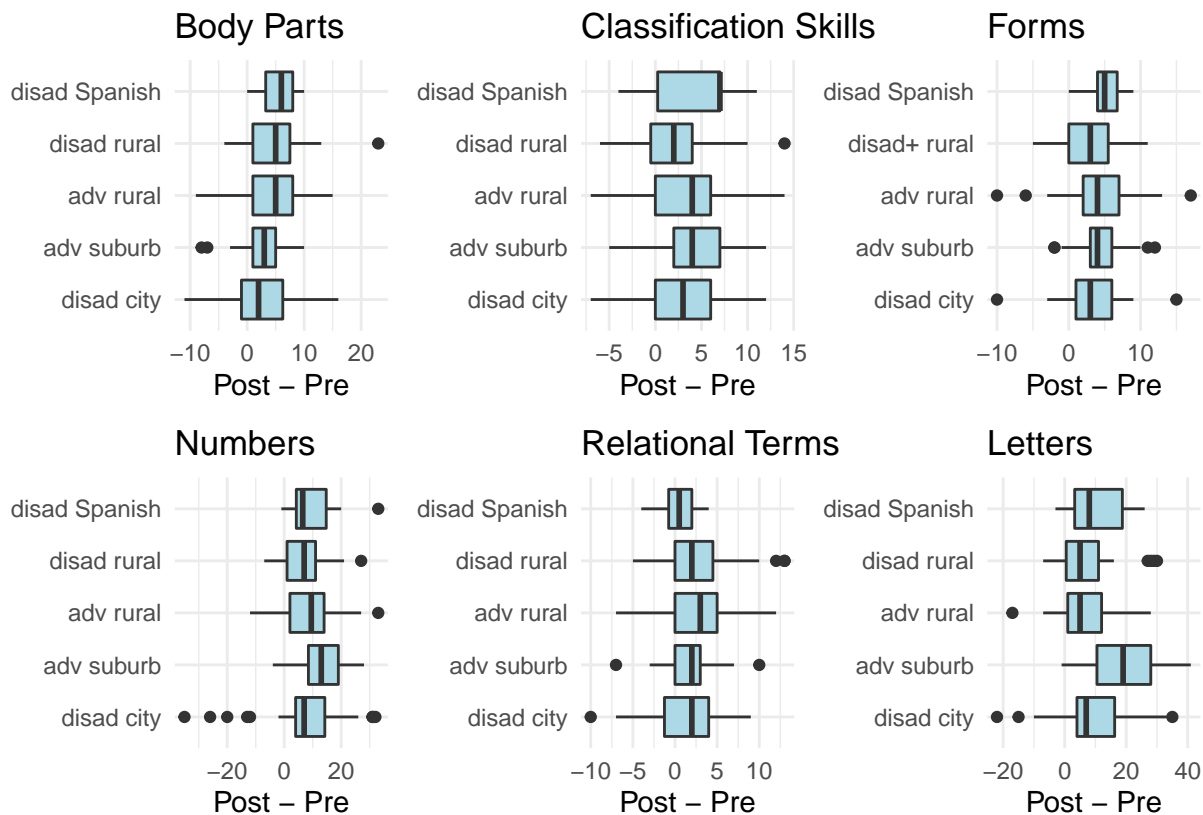 Body Parts
disad Spanish
disad rural
adv rural
adv suburb
disad city
−10 0 10 20
Post − Pre
Classification Skills
disad Spanish
disad rural
adv rural
adv suburb
disad city
−5 0 5 10 15
Post − Pre
Forms
disad Spanish
disad+ rural
adv rural
adv suburb
disad city
−10 0 10
Post − Pre
Numbers
disad Spanish
disad rural
adv rural
adv suburb
disad city
−20 0 20
Post − Pre
Relational Terms
disad Spanish
disad rural
adv rural
adv suburb
disad city
−10 −5 0 5 10
Post − Pre
Letters
disad Spanish
disad rural
adv rural
adv suburb
disad city
−20 0 20 40
Post − Pre